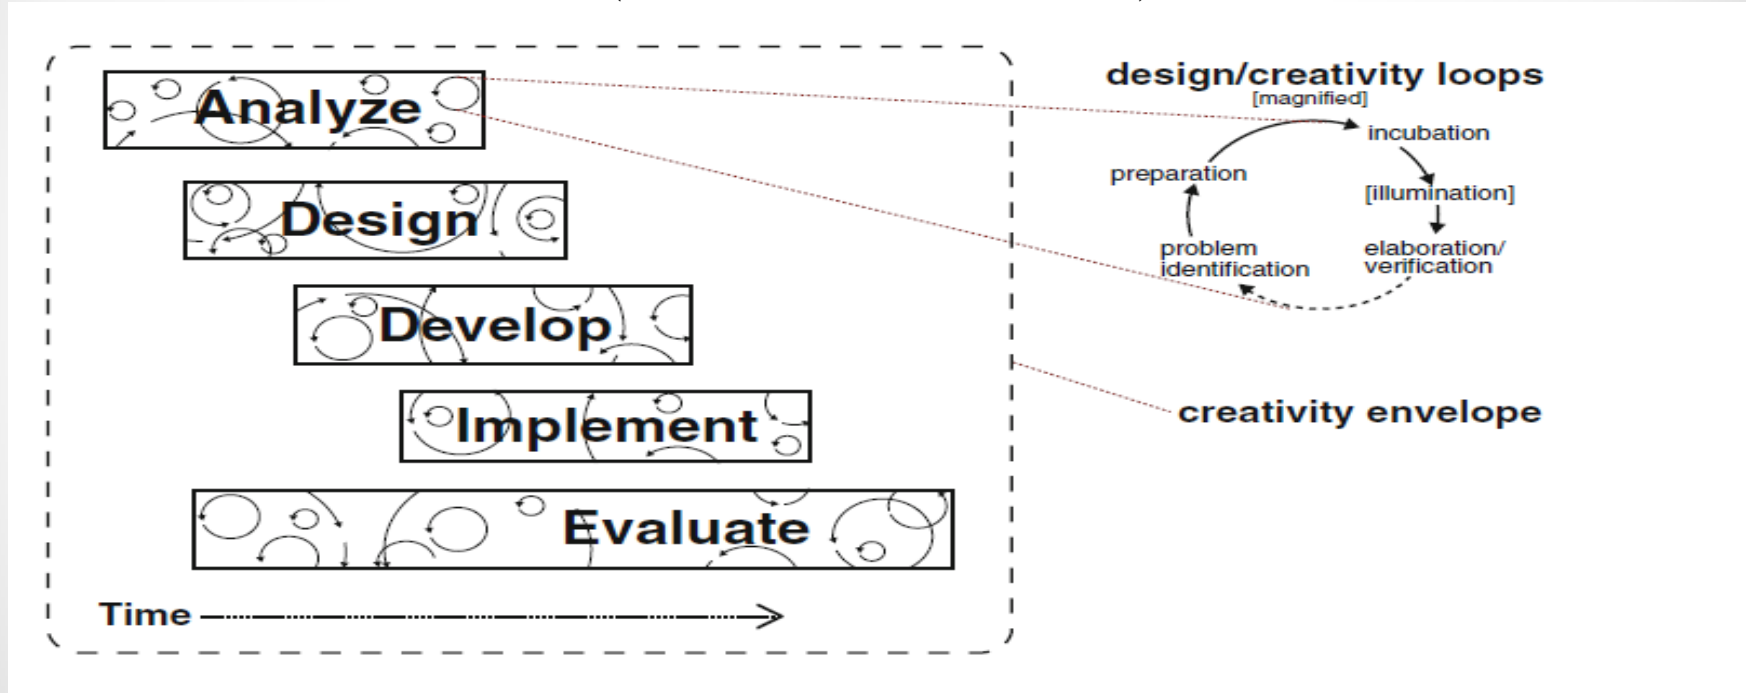 Analyze
Design
Develop
Implement
Evaluate
Time
design/creativity loops
[magnified]
incubation
preparation
[illumination]
problem
identification
elaboration/
verification
creativity envelope